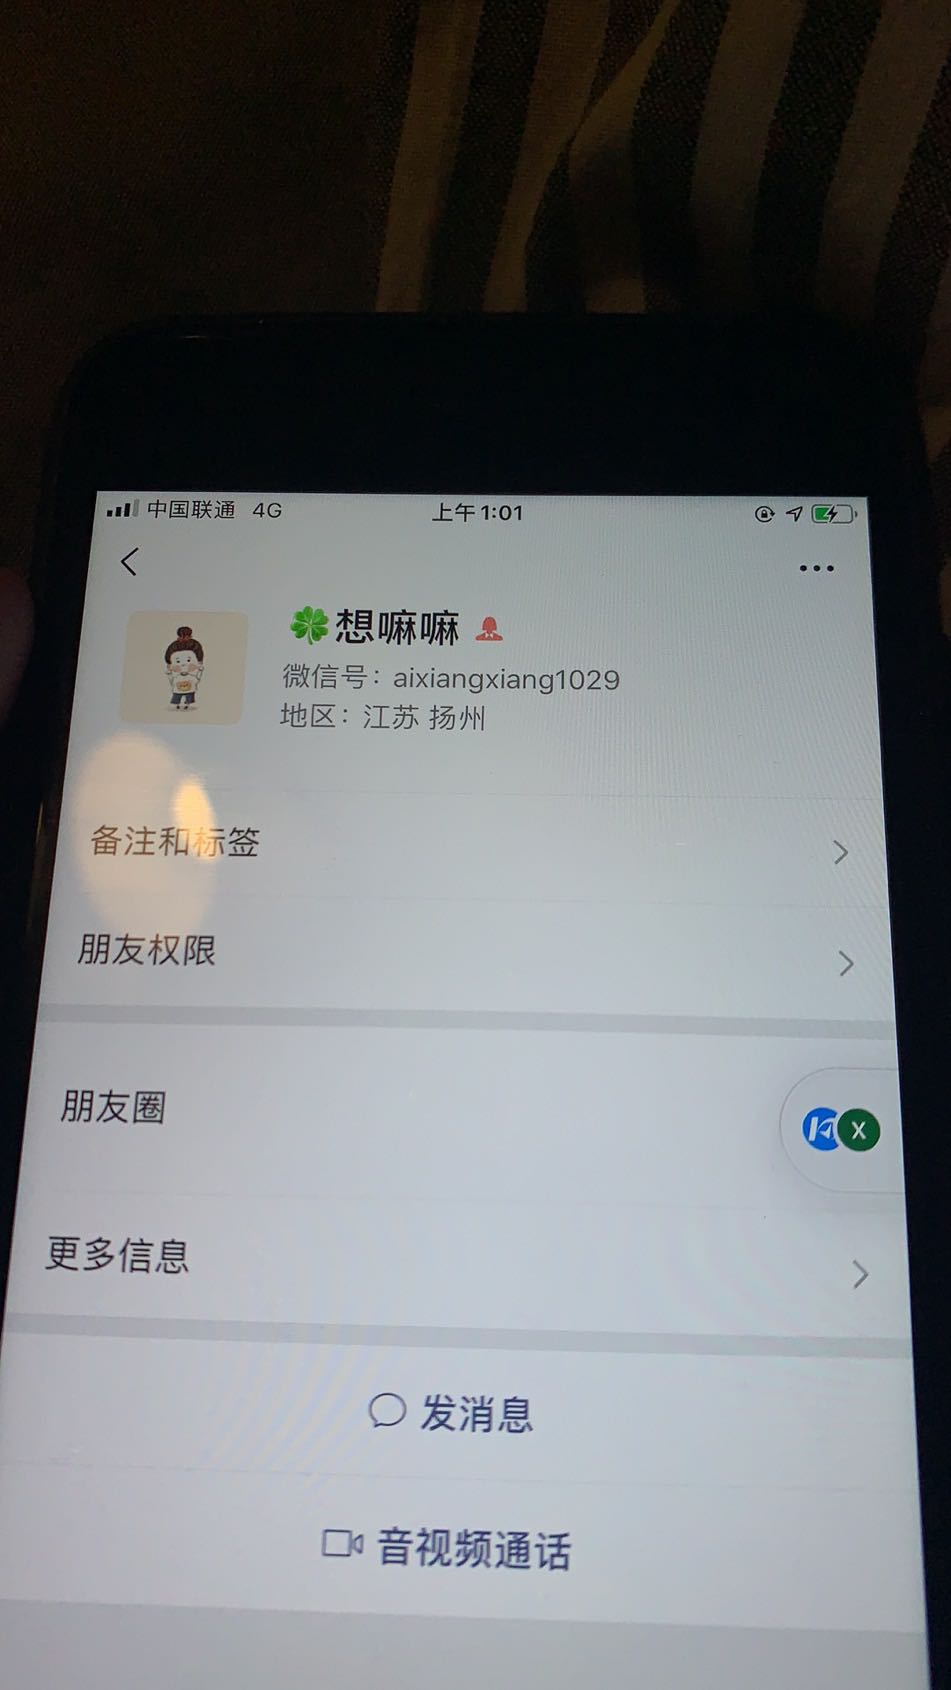 中国联通 4G 上午1:01
🍀想嘛嘛
微信号：aixiangxiang1029
地区：江苏 扬州
备注和标签
朋友权限
朋友圈
X
更多信息
发消息
音视频通话